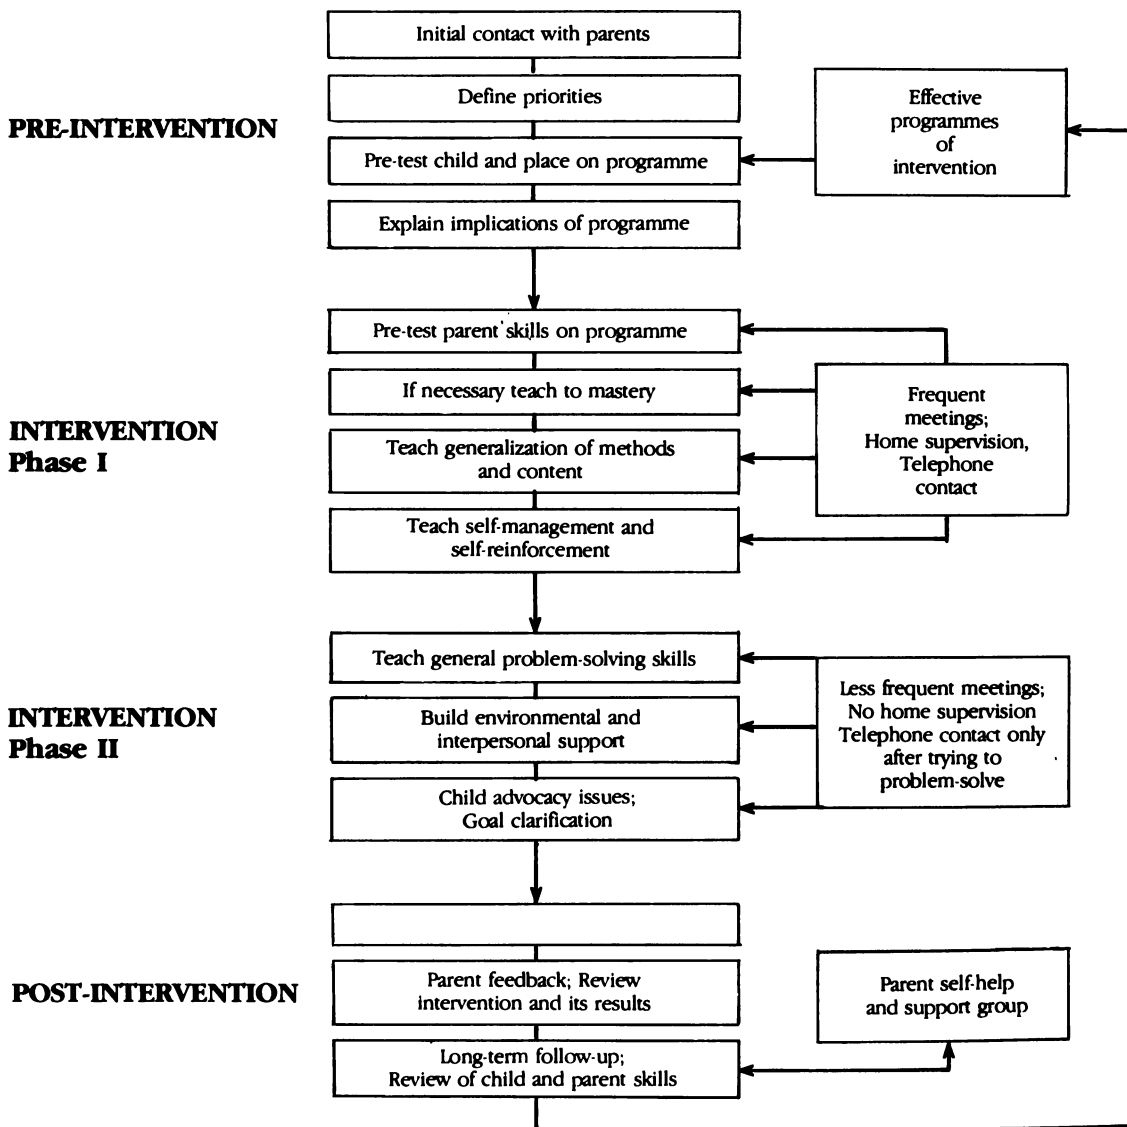 Initial contact with parents
Define priorities
PRE-INTERVENTION
Pre-test child and place on programme
Explain implications of programme
Effective
programmes
of
intervention
Pre-test parent skills on programme
If necessary teach to mastery
INTERVENTION
Phase I
Teach generalization of methods
and content
Teach self-management and
self-reinforcement
Frequent
meetings;
Home supervision,
Telephone
contact
Teach general problem-solving skills
INTERVENTION
Phase II
Build environmental and
interpersonal support
Child advocacy issues;
Goal clarification
Less frequent meetings;
No home supervision
Telephone contact only
after trying to
problem-solve
POST-INTERVENTION
Parent feedback; Review
intervention and its results
Long-term follow-up;
Review of child and parent skills
Parent self-help
and support group